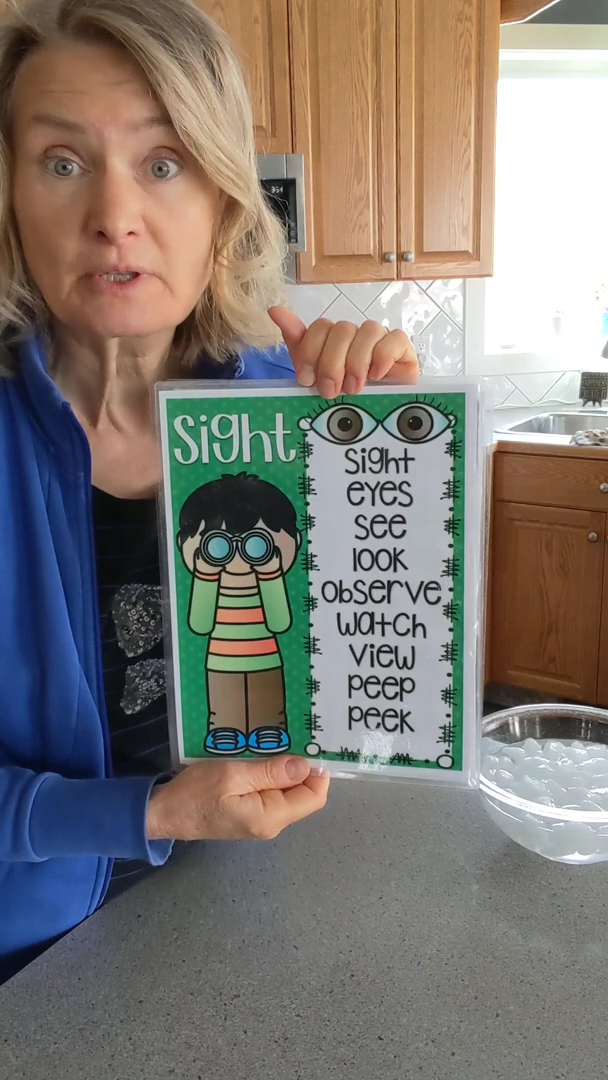 Sight
Sight
eyes
see
look
observe
watch
view
peep
peek